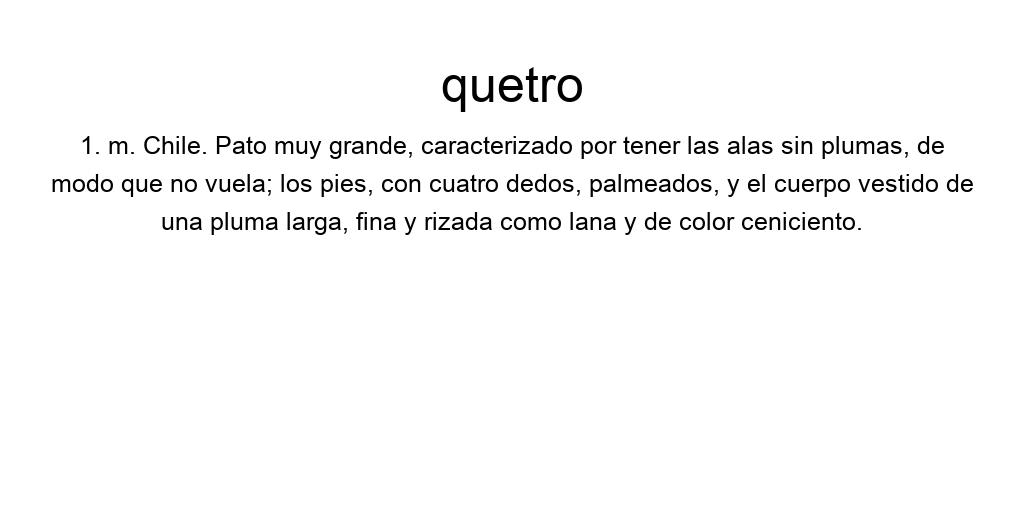 quetro
1. m. Chile. Pato muy grande, caracterizado por tener las alas sin plumas, de
modo que no vuela; los pies, con cuatro dedos, palmeados, y el cuerpo vestido de
una pluma larga, fina y rizada como lana y de color ceniciento.